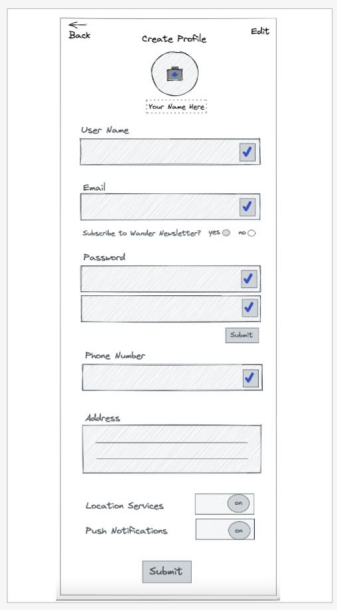 Back
Create Profile
Edit
Your Name Here
User Name
Email
Subscribe to Wander Newsletter? yes no
Password
Submit
Phone Number
Address
Location Services on
Push Notifications on
Submit